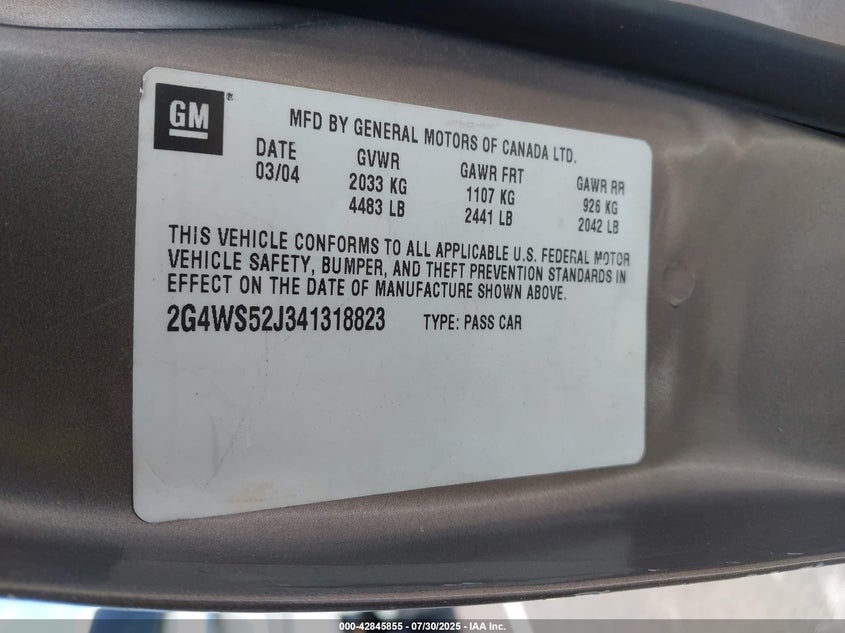 GM®
MFD BY GENERAL MOTORS OF CANADA LTD.
DATE GVWR GAWR FRT GAWR RR
03/04 2033 KG 1107 KG 926 KG
4483 LB 2441 LB 2042 LB
THIS VEHICLE CONFORMS TO ALL APPLICABLE U.S. FEDERAL MOTOR
VEHICLE SAFETY, BUMPER, AND THEFT PREVENTION STANDARDS IN
EFFECT ON THE DATE OF MANUFACTURE SHOWN ABOVE.
2G4WS52J341318823 TYPE: PASS CAR
000-42845855 - 07/30/2025 - IAA Inc.